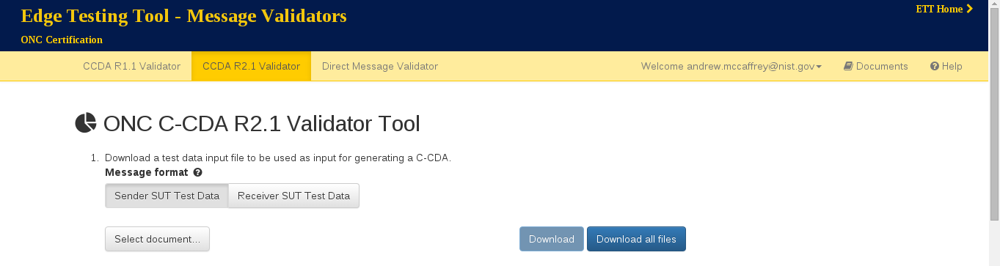 Edge Testing Tool - Message Validators
ETT Home
ONC Certification
CCDA R1.1 Validator CCDA R2.1 Validator Direct Message Validator Welcome andrew.mccaffrey@nist.gov Documents Help
ONC C-CDA R2.1 Validator Tool
1. Download a test data input file to be used as input for generating a C-CDA.
Message format
Sender SUT Test Data Receiver SUT Test Data
Select document... Download Download all files